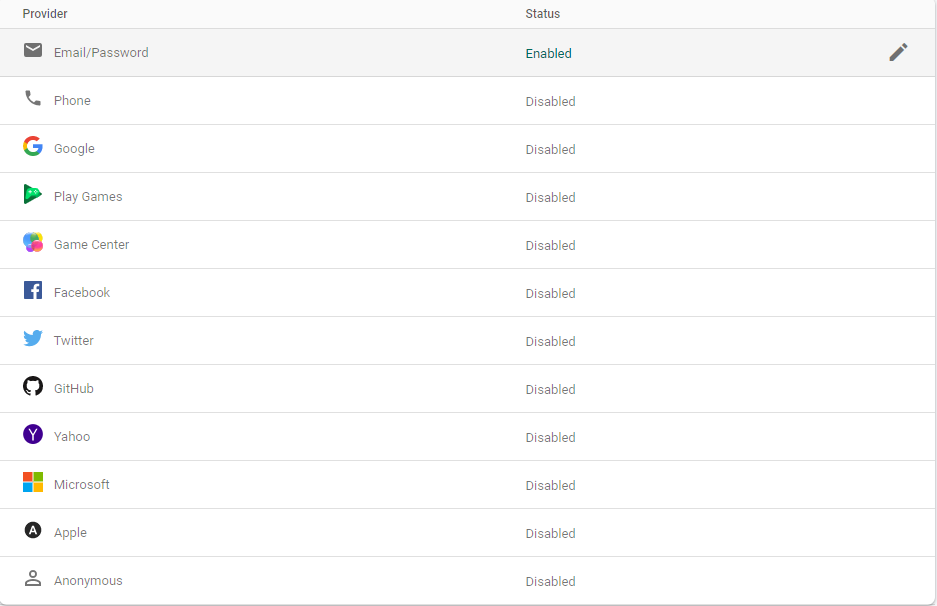 Provider Status
Email/Password Enabled
Phone Disabled
Google Disabled
Play Games Disabled
Game Center Disabled
Facebook Disabled
Twitter Disabled
GitHub Disabled
Yahoo Disabled
Microsoft Disabled
Apple Disabled
Anonymous Disabled